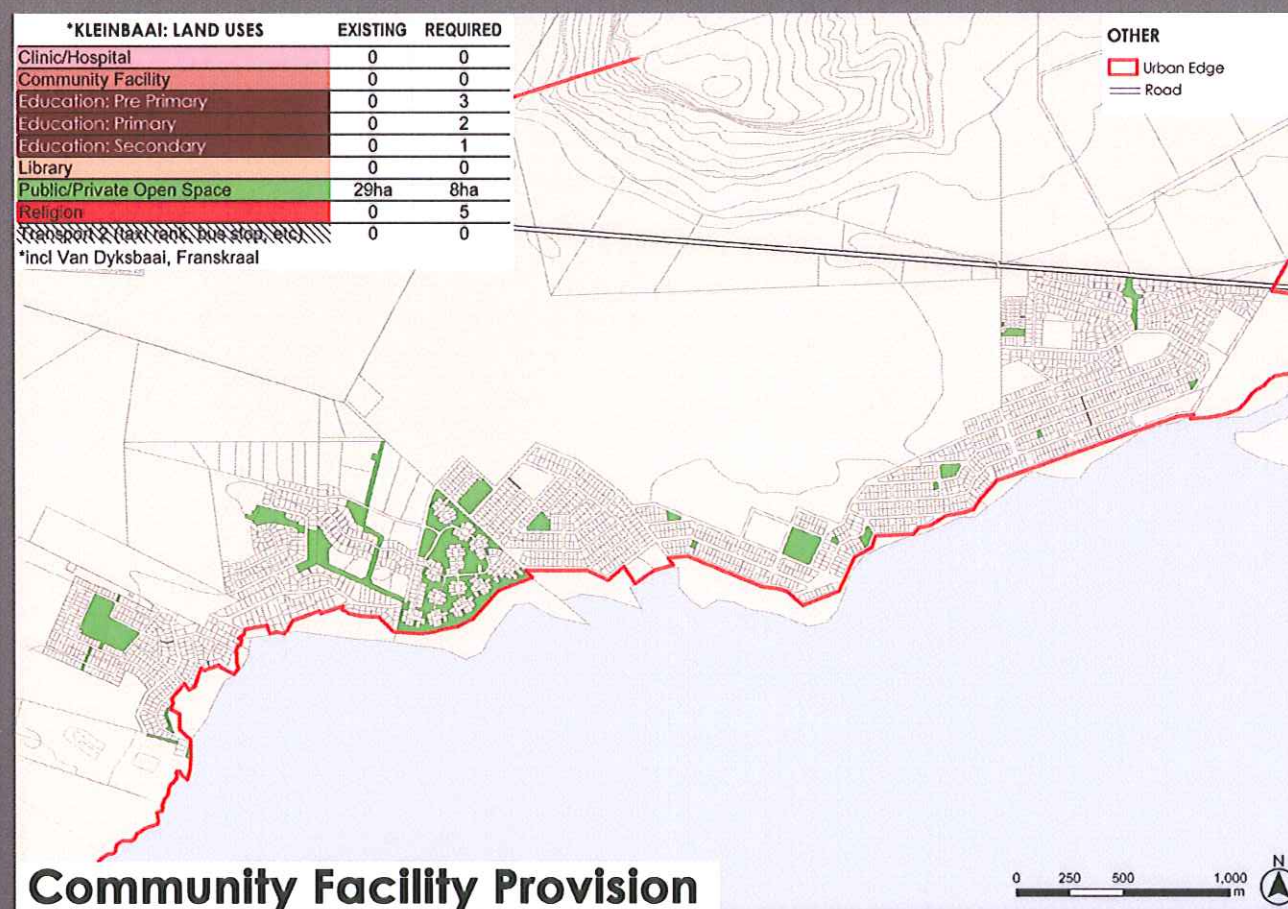 *KLEINBAAI: LAND USES EXISTING REQUIRED
Clinic/Hospital 0 0
Community Facility 0 0
Education: Pre Primary 0 3
Education: Primary 0 2
Education: Secondary 0 1
Library 0 0
Public/Private Open Space 29ha 8ha
Religion 0 5
Transport 2 (taxi rank, bus stop, etc) 0 0
*incl Van Dyksbaai, Franskraal
OTHER
Urban Edge
Road
Community Facility Provision
0 250 500 1,000
m
N